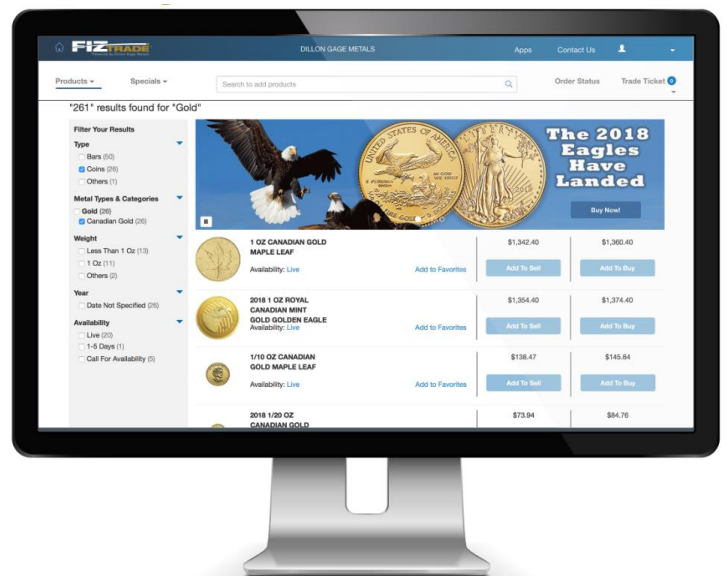 FIZTRADE
DILLON GAGE METALS
Apps
Contact Us
Products
Specials
Search to add products
Order Status
Trade Ticket 0
"261" results found for "Gold"
Filter Your Results
Type
Bars (50)
Coins (26)
Others (1)
Metal Types & Categories
Gold (26)
Canadian Gold (26)
Weight
Less Than 1 Oz (13)
1 Oz (11)
Others (2)
Year
Date Not Specified (26)
Availability
Live (20)
1-5 Days (1)
Call For Availability (5)
UNITED STATES OF AMERICA
The 2018
Eagles
Have
Landed
Buy Now!
1 OZ CANADIAN GOLD
MAPLE LEAF
Availability: Live
Add to Favorites
$1,342.40
Add To Sell
$1,360.40
Add To Buy
2018 1 OZ ROYAL
CANADIAN MINT
GOLD GOLDEN EAGLE
Availability: Live
Add to Favorites
$1,354.40
Add To Sell
$1,374.40
Add To Buy
1/10 OZ CANADIAN
GOLD MAPLE LEAF
Availability: Live
Add to Favorites
$136.47
Add To Sell
$145.64
Add To Buy
2018 1/20 OZ
CANADIAN GOLD
$73.94
$84.76